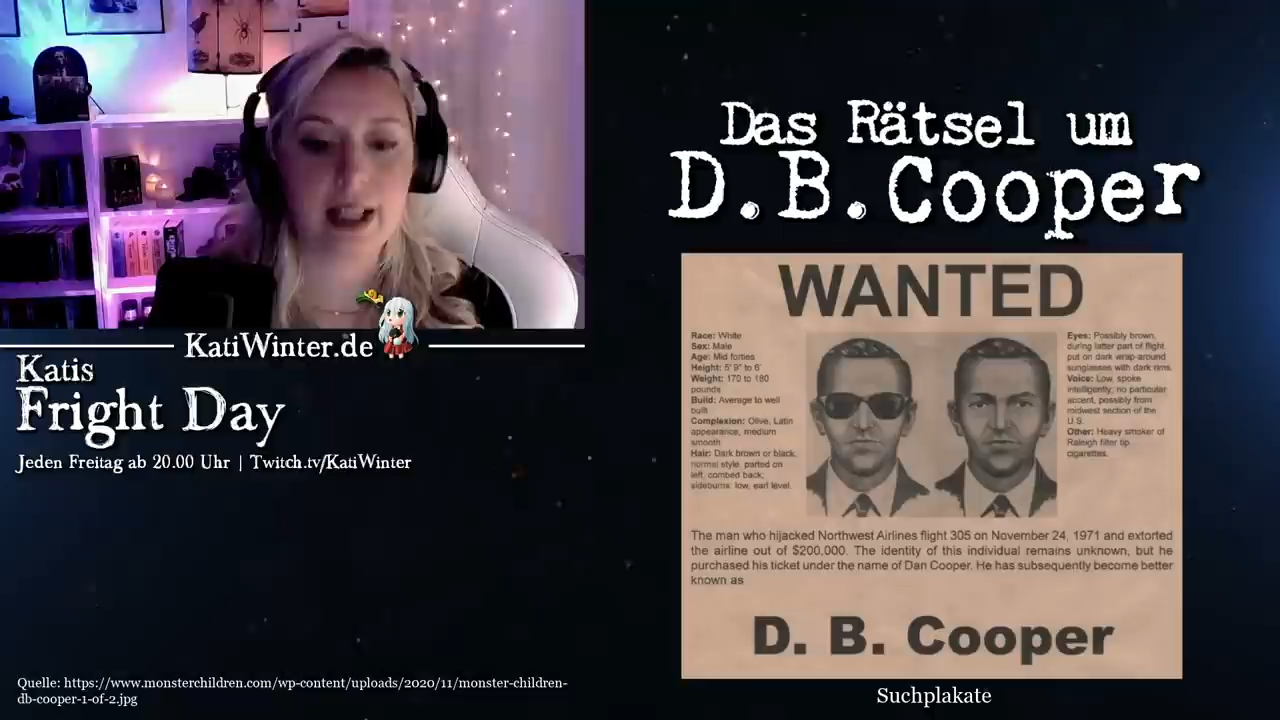 KatiWinter.de
Katis
Fright Day
Jeden Freitag ab 20.00 Uhr | Twitch.tv/KatiWinter
Quelle: https://www.monsterchildren.com/wp-content/uploads/2020/11/monster-children-
db-cooper-1-of-2.jpg
Das Rätsel um
D.B.Cooper
WANTED
Race: White
Sex: Male
Age: Mid forties
Height: 5' 9" to 6'
Weight: 170 to 180
pounds
Build: Average to well
built
Complexion: Olive, Latin
appearance, medium
smooth
Hair: Dark brown or black,
normal style, parted on
left, combed back;
sideburns: low, earl level.
Eyes: Possibly brown,
during latter part of flight,
put on dark wrap-around
sunglasses with dark rims.
Voice: Low, spoke
intelligently; no particular
accent, possibly from
midwest section of the
U.S.
Other: Heavy smoker of
Raleigh filter tip
cigarettes.
The man who hijacked Northwest Airlines flight 305 on November 24, 1971 and extorted
the airline out of $200,000. The identity of this individual remains unknown, but he
purchased his ticket under the name of Dan Cooper. He has subsequently become better
known as
D. B. Cooper
Suchplakate